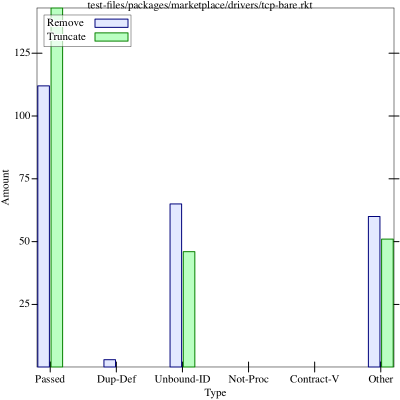 test-files/packages/marketplace/drivers/tcp-bare.rkt
Remove
Truncate
125
100
75
50
25
Amount
Passed Dup-Def Unbound-ID Not-Proc Contract-V Other
Type